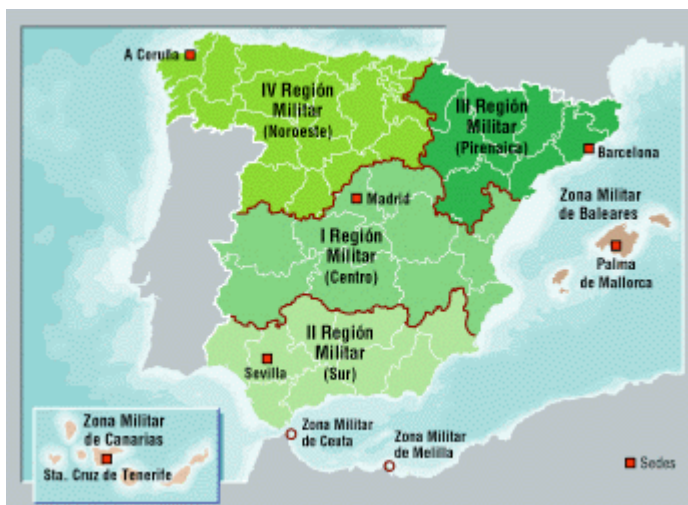 A Coruña
IV Región
Militar
(Noroeste)
III Región
Militar
(Pirenaica)
Barcelona
Madrid
Zona Militar
de Baleares
Palma
de Mallorca
I Región
Militar
(Centro)
II Región
Militar
(Sur)
Sevilla
Zona Militar
de Ceuta
Zona Militar
de Melilla
Zona Militar
de Canarias
Sta. Cruz de Tenerife
Sedes